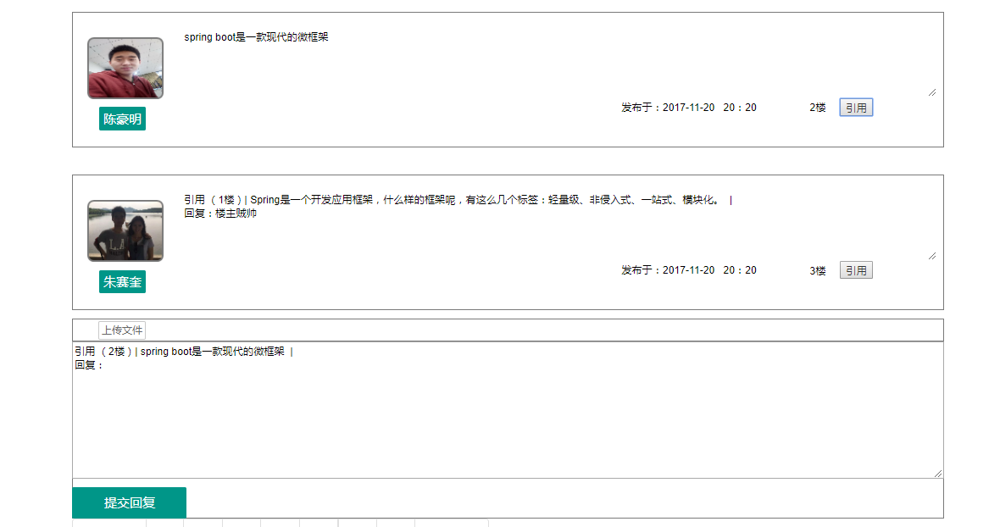 spring boot是一款现代的微框架
发布于：2017-11-20 20：20 2楼 引用
陈豪明
引用 （1楼）| Spring是一个开发应用框架，什么样的框架呢，有这么几个标签：轻量级、非侵入式、一站式、模块化。 |
回复：楼主贼帅
发布于：2017-11-20 20：20 3楼 引用
朱赛奎
上传文件
引用 （2楼）| spring boot是一款现代的微框架 |
回复：
提交回复